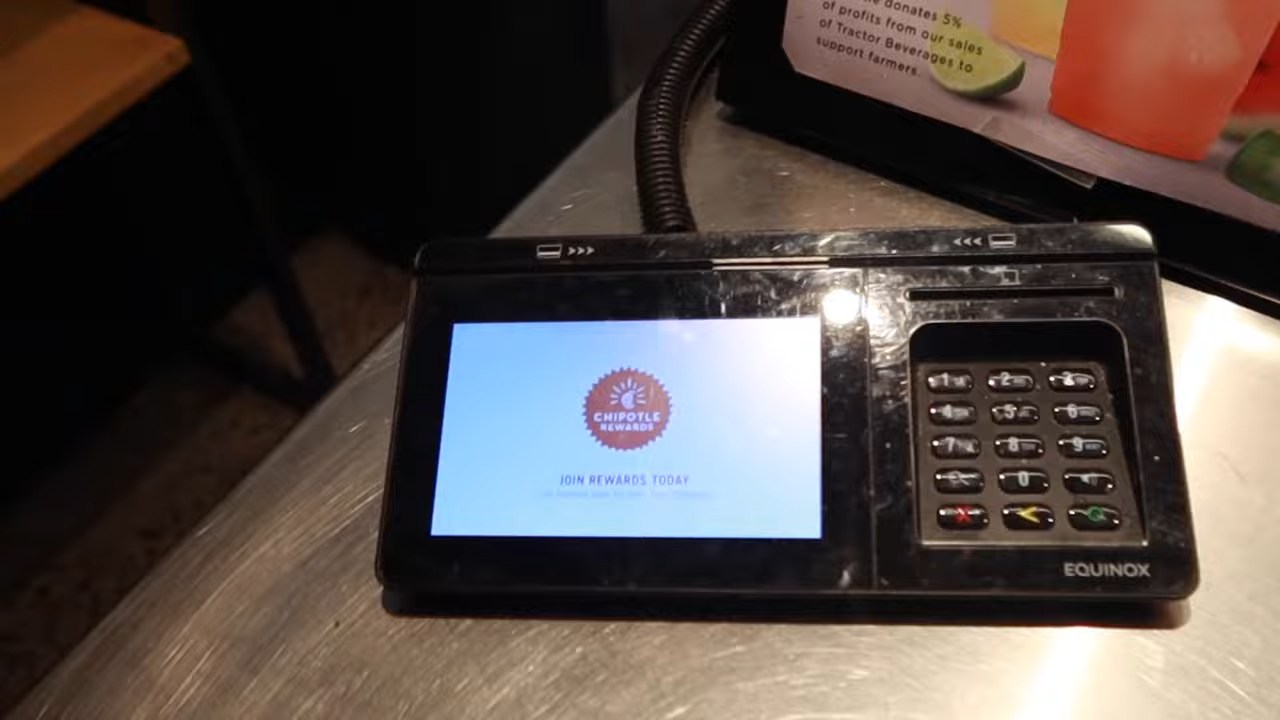 donates 5%
of profits from our sales
of Tractor Beverages to
support farmers.
CHIPOTLE
REWARDS
JOIN REWARDS TODAY
1 2 3
4 5 6
7 8 9
0
EQUINOX